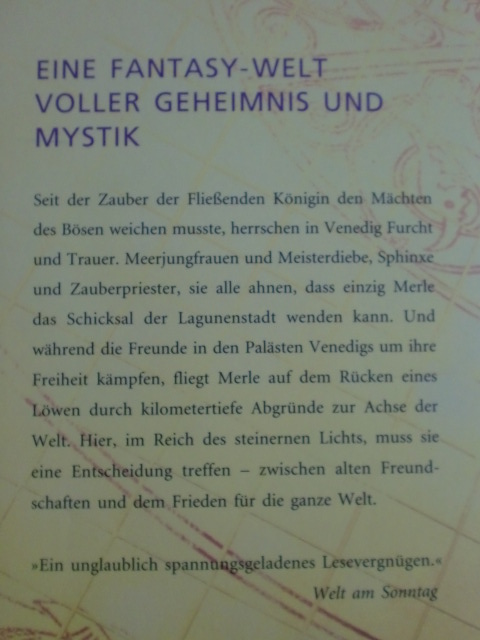 EINE FANTASY-WELT
VOLLER GEHEIMNIS UND
MYSTIK
Seit der Zauber der Fließenden Königin den Mächten
des Bösen weichen musste, herrschen in Venedig Furcht
und Trauer. Meerjungfrauen und Meisterdiebe, Sphinxe
und Zauberpriester, sie alle ahnen, dass einzig Merle
das Schicksal der Lagunenstadt wenden kann. Und
während die Freunde in den Palästen Venedigs um ihre
Freiheit kämpfen, fliegt Merle auf dem Rücken eines
Löwen durch kilometertiefe Abgründe zur Achse der
Welt. Hier, im Reich des steinernen Lichts, muss sie
eine Entscheidung treffen – zwischen alten Freund-
schaften und dem Frieden für die ganze Welt.
»Ein unglaublich spannungsgeladenes Lesevergnügen.«
Welt am Sonntag